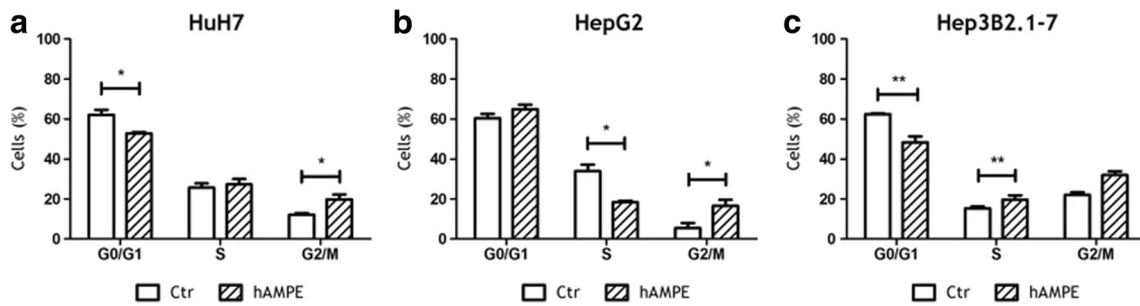 a HuH7
100
80
60
40
20
0
Cells (%)
*
*
G0/G1 S G2/M
Ctr hAMPE
b HepG2
100
80
60
40
20
0
Cells (%)
*
*
G0/G1 S G2/M
Ctr hAMPE
c Hep3B2.1-7
100
80
60
40
20
0
Cells (%)
**
**
G0/G1 S G2/M
Ctr hAMPE